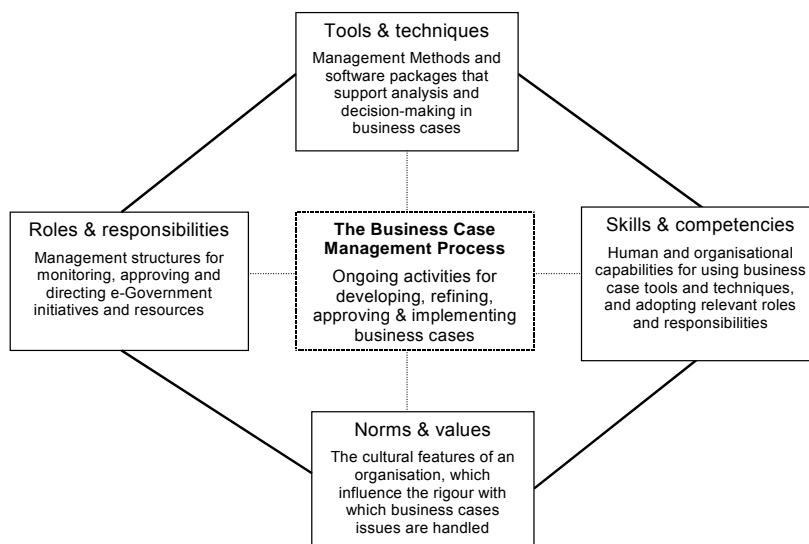 Tools & techniques
Management Methods and
software packages that
support analysis and
decision-making in
business cases
Roles & responsibilities
Management structures for
monitoring, approving and
directing e-Government
initiatives and resources
The Business Case
Management Process
Ongoing activities for
developing, refining,
approving & implementing
business cases
Skills & competencies
Human and organisational
capabilities for using business
case tools and techniques,
and adopting relevant roles
and responsibilities
Norms & values
The cultural features of an
organisation, which
influence the rigour with
which business cases
issues are handled